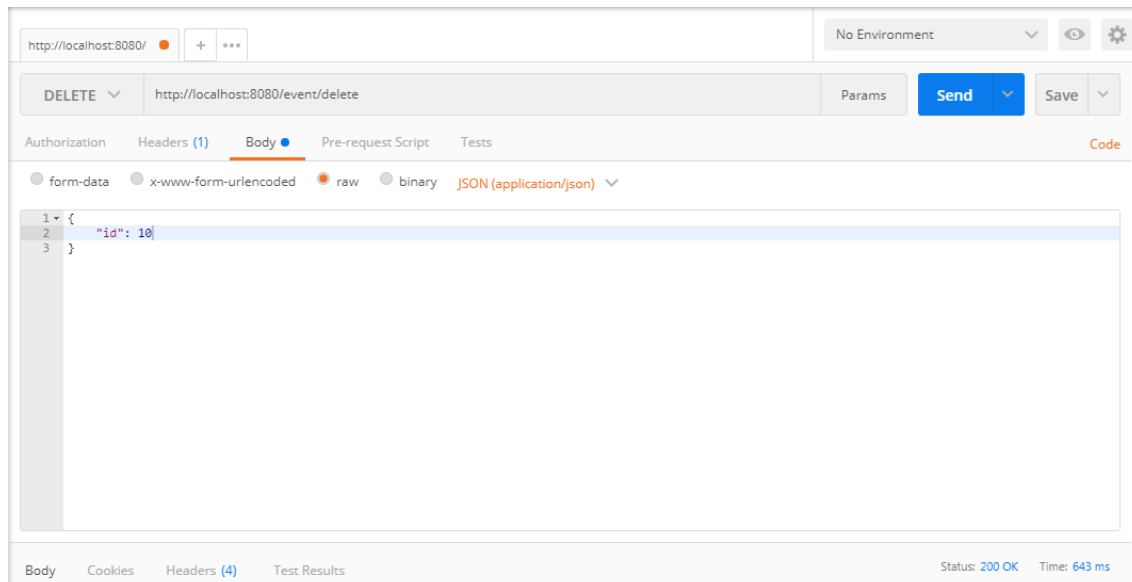 http://localhost:8080/ + ••• No Environment
DELETE http://localhost:8080/event/delete Params Send Save
Authorization Headers (1) Body Pre-request Script Tests Code
form-data x-www-form-urlencoded raw binary JSON (application/json)
1 {
2 "id": 10
3 }
Body Cookies Headers (4) Test Results Status: 200 OK Time: 643 ms